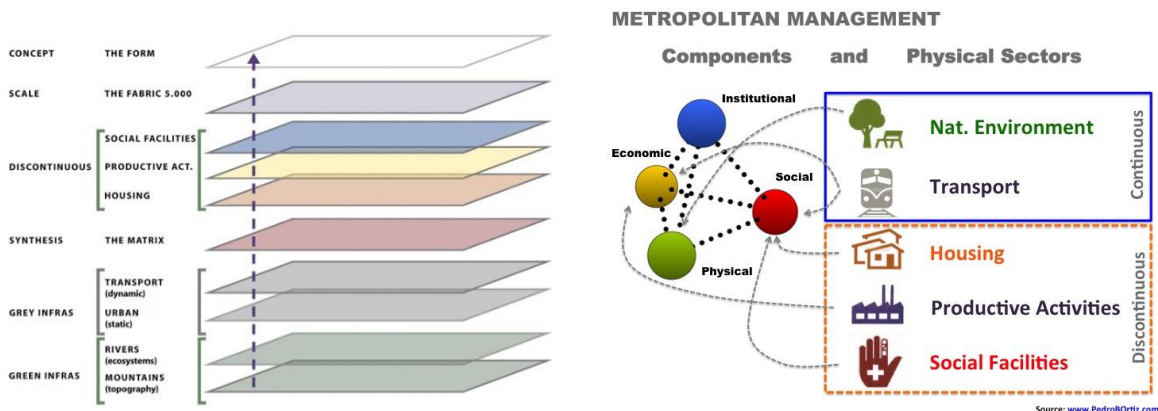 CONCEPT THE FORM
SCALE THE FABRIC 5.000
SOCIAL FACILITIES
DISCONTINUOUS PRODUCTIVE ACT.
HOUSING
SYNTHESIS THE MATRIX
TRANSPORT
(dynamic)
GREY INFRAS URBAN
(static)
RIVERS
(ecosystems)
GREEN INFRAS MOUNTAINS
(topography)
METROPOLITAN MANAGEMENT
Components and Physical Sectors
Institutional
Economic
Social
Physical
Nat. Environment
Transport
Continuous
Housing
Productive Activities
Social Facilities
Discontinuous
Source: www.PedroBOrtiz.com